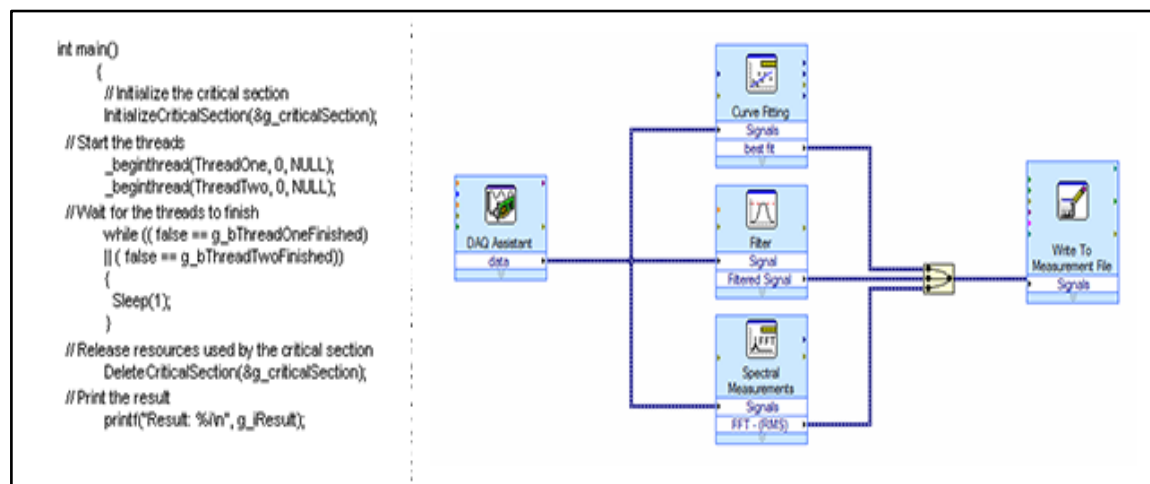 int main()
{
// Initialize the critical section
InitializeCriticalSection(&g_criticalSection);
// Start the threads
_beginthread(ThreadOne, 0, NULL);
_beginthread(ThreadTwo, 0, NULL);
//Wait for the threads to finish
while (( false == g_bThreadOneFinished)
|| ( false == g_bThreadTwoFinished))
{
Sleep(1);
}
// Release resources used by the critical section
DeleteCriticalSection(&g_criticalSection);
// Print the result
printf("Result: %i\n", g_iResult);
DAQ Assistant
data
Curve Fitting
Signals
best fit
Filter
Signal
Filtered Signal
FFT
Spectral
Measurements
Signals
FFT - (RMS)
Write To
Measurement File
Signals